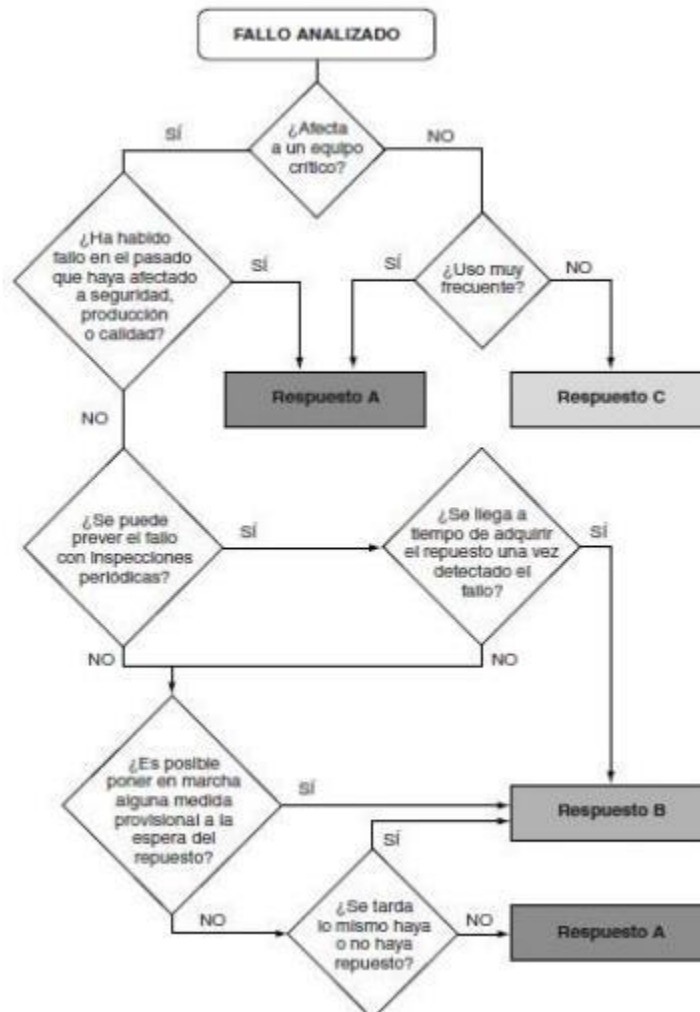 FALLO ANALIZADO
¿Afecta
a un equipo
crítico?
SÍ
NO
¿Ha habido
fallo en el pasado
que haya afectado
a seguridad,
producción
o calidad?
SÍ
SÍ
¿Uso muy
frecuente?
NO
Respuesto A
Respuesto C
NO
¿Se puede
prever el fallo
con inspecciones
periódicas?
SÍ
¿Se llega a
tiempo de adquirir
el repuesto una vez
detectado el
fallo?
SÍ
NO
NO
¿Es posible
poner en marcha
alguna medida
provisional a la
espera del
repuesto?
SÍ
Respuesto B
SÍ
NO
¿Se tarda
lo mismo haya
o no haya
repuesto?
NO
Respuesto A